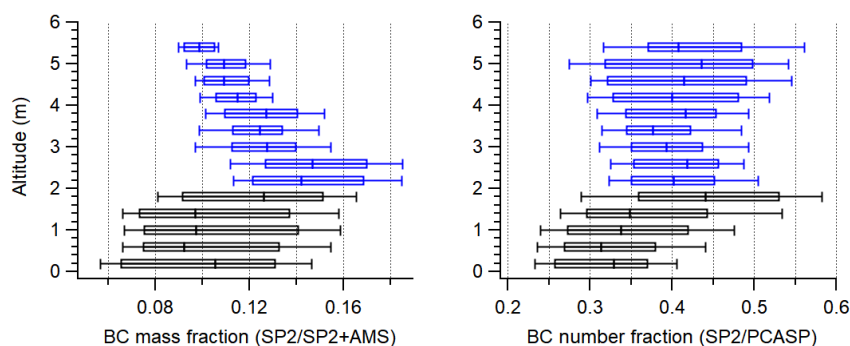 6
5
4
3
2
1
0
Altitude (m)
0.08 0.12 0.16
BC mass fraction (SP2/SP2+AMS)
6
5
4
3
2
1
0
0.2 0.3 0.4 0.5 0.6
BC number fraction (SP2/PCASP)